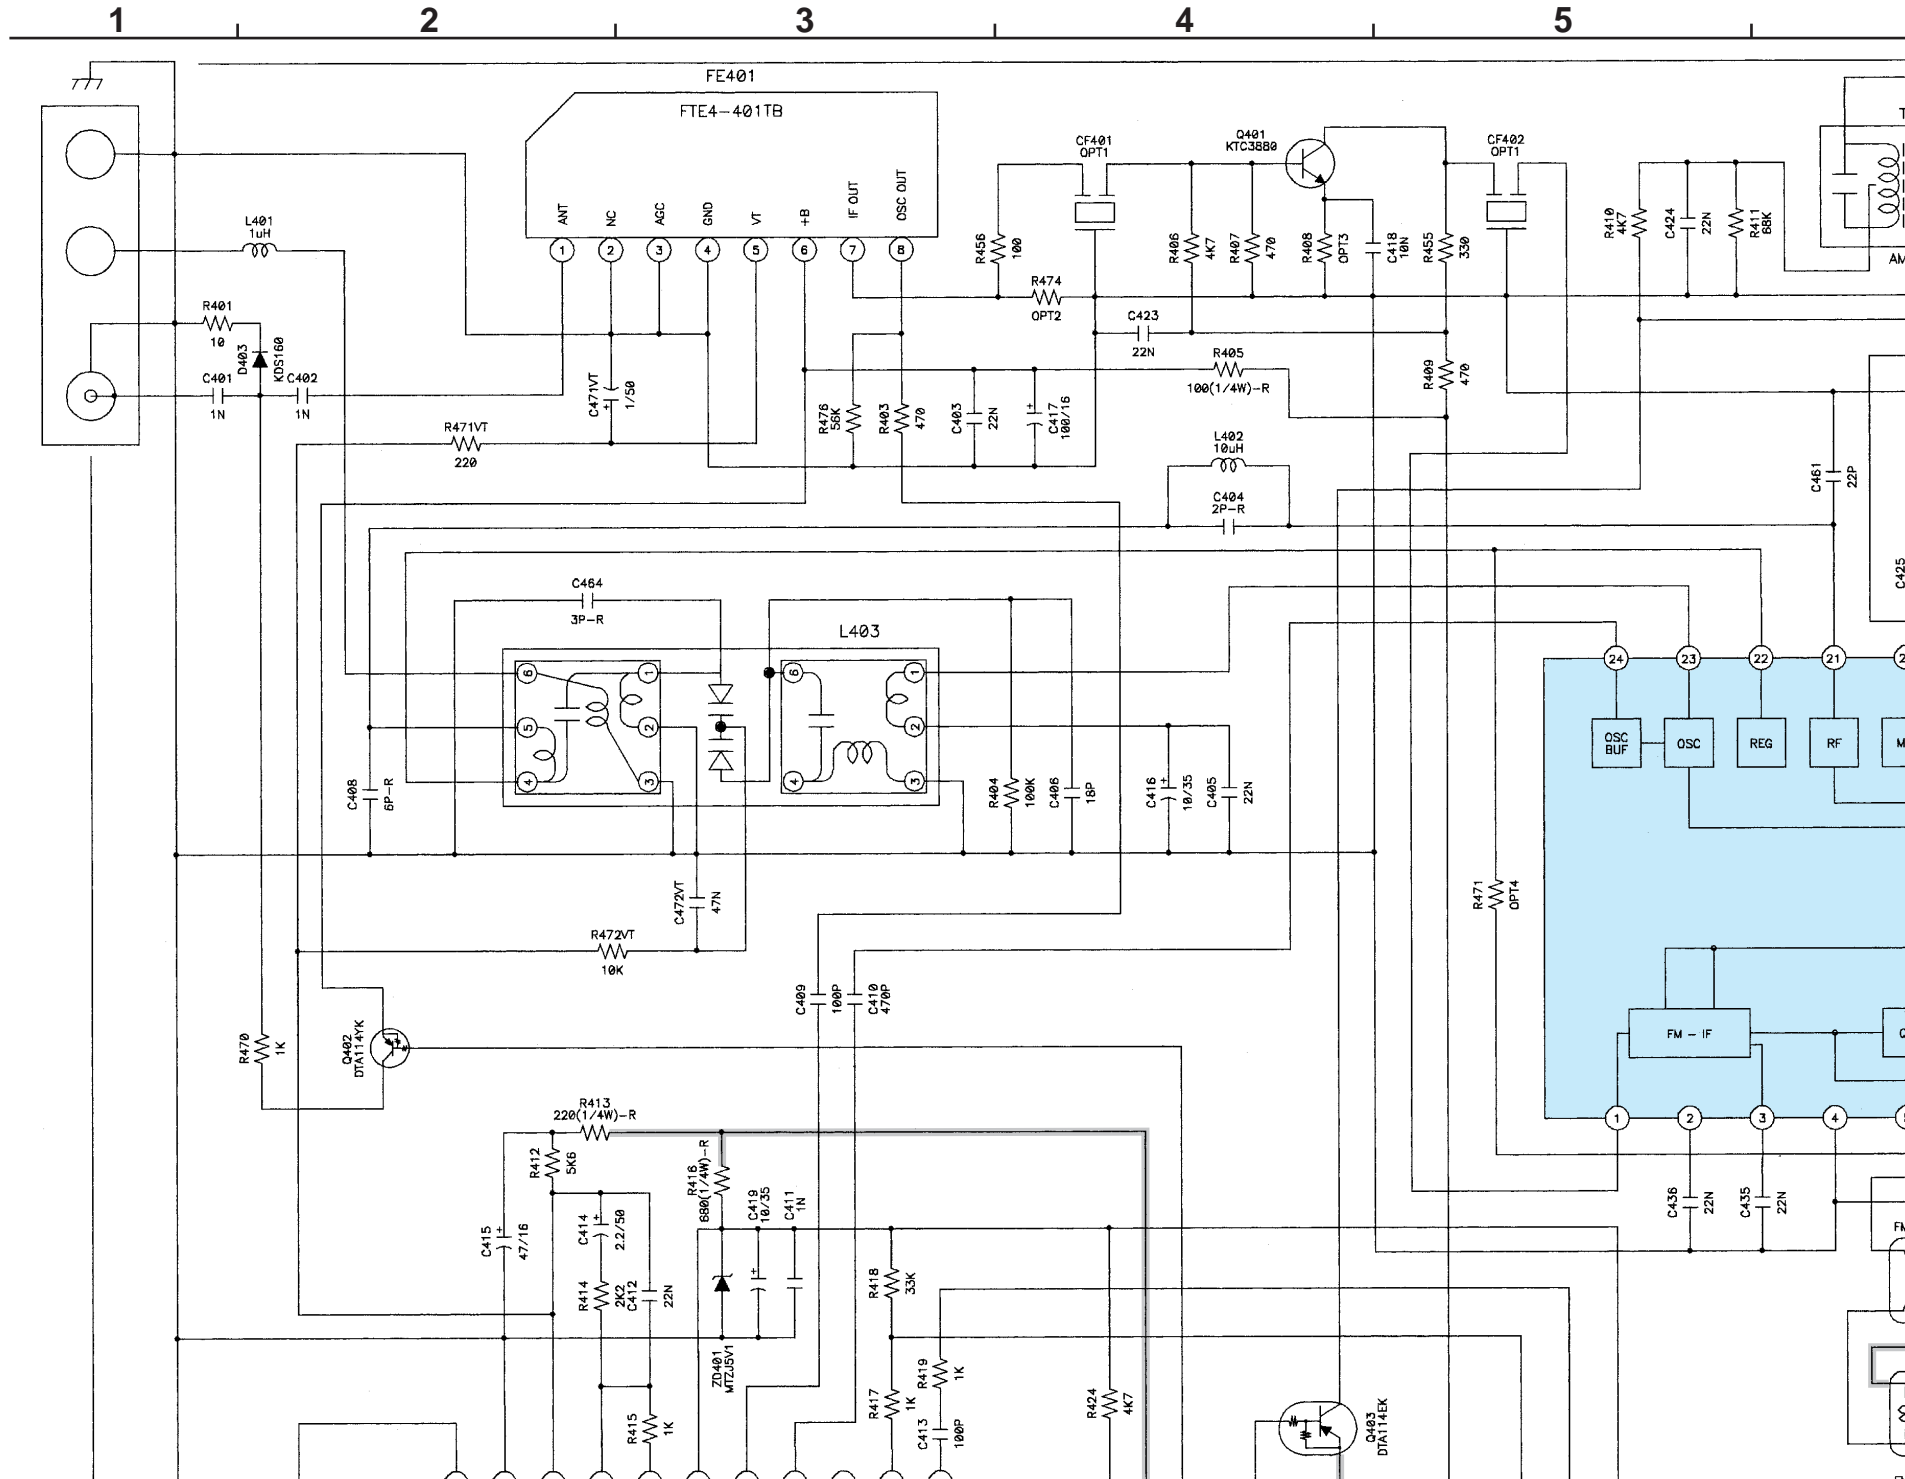 1 2 3 4 5
FE401
FTE4-401TB
ANT
NC
AGC
GND
VT
+B
IF OUT
OSC OUT
1 2 3 4 5 6 7 8
CF401
OPT1
Q401
KTC3880
CF402
OPT1
L401
1uH
R401
10
D403
KDS160
C401
1N
C402
1N
R456
100
R474
OPT2
R406
4K7
R407
470
R408
OPT3
C418
10N
R455
330
R410
4K7
C424
22N
R411
68K
AM
C423
22N
R405
100(1/4W)-R
R409
470
C471VT
1/50
+
R471VT
220
R476
56K
R403
470
C403
22N
+
C417
100/16
L402
10uH
C404
2P-R
C461
22P
C425
C464
3P-R
L403
6 1
5 2
4 3
6 1
2
4 3
C408
6P-R
R404
100K
C406
18P
C416
+
10/35
C405
22N
24 23 22 21
OSC
BUF
OSC
REG
RF
M
C472VT
47N
R472VT
10K
R471
OPT4
C409
100P
C410
470P
FM - IF
Q
R470
1K
Q402
DTA114YK
1 2 3 4
R413
220(1/4W)-R
R412
5K6
R416
680(1/4W)-R
C419
10/35
C411
1N
C436
22N
C435
22N
C415
+
47/16
C414
+
2.2/50
+
FM
R414
2K2
C412
22N
R418
33K
ZD401
MTZJ5V1
R419
1K
R417
1K
C413
100P
R415
1K
R424
4K7
Q403
DTA114EK